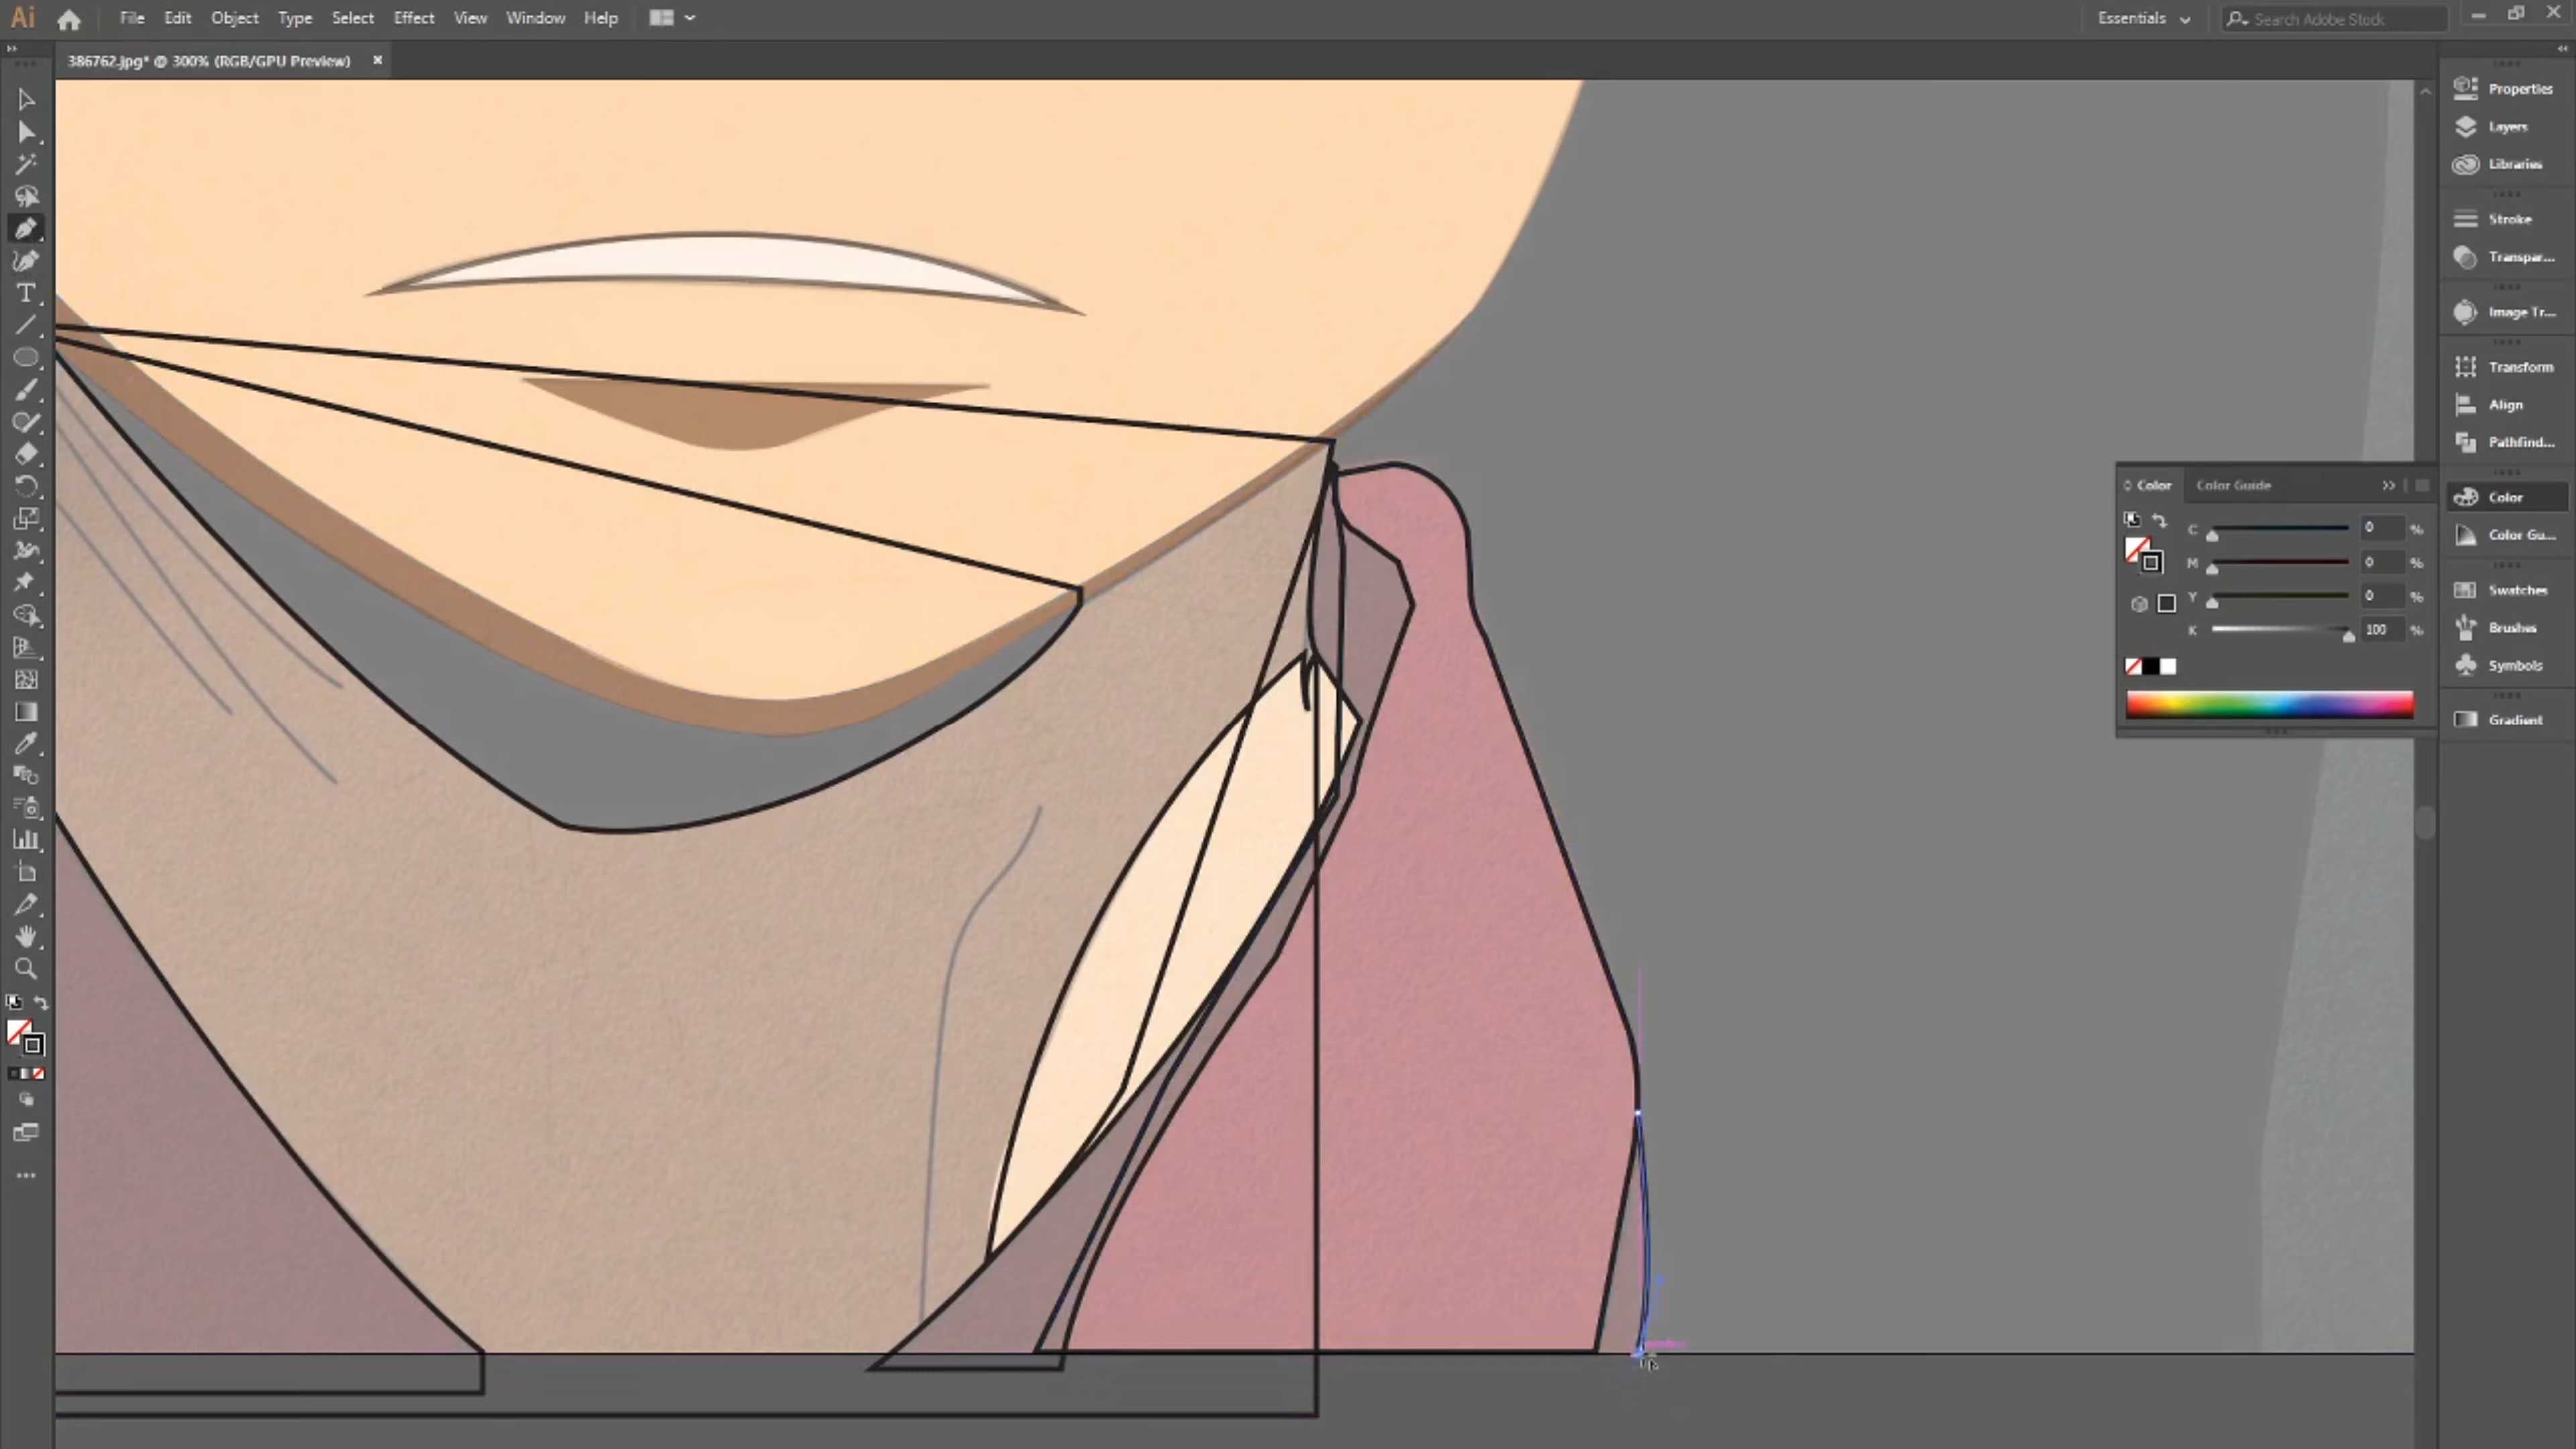 Ai File Edit Object Type Select Effect View Window Help Essentials Search Adobe Stock
386762.jpg* @ 300% (RGB/GPU Preview)
Properties
Layers
Libraries
Stroke
Transpar...
Image Tr...
Transform
Align
Pathfind...
Color
Color Gu...
Swatches
Brushes
Symbols
Gradient
Color Color Guide
C 0 %
M 0 %
Y 0 %
K 100 %